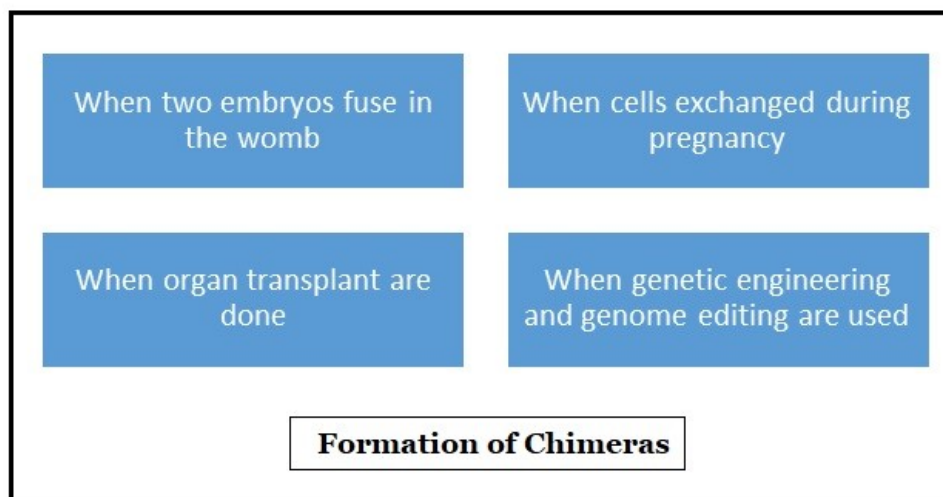 When two embryos fuse in
the womb
When cells exchanged during
pregnancy
When organ transplant are
done
When genetic engineering
and genome editing are used
Formation of Chimeras